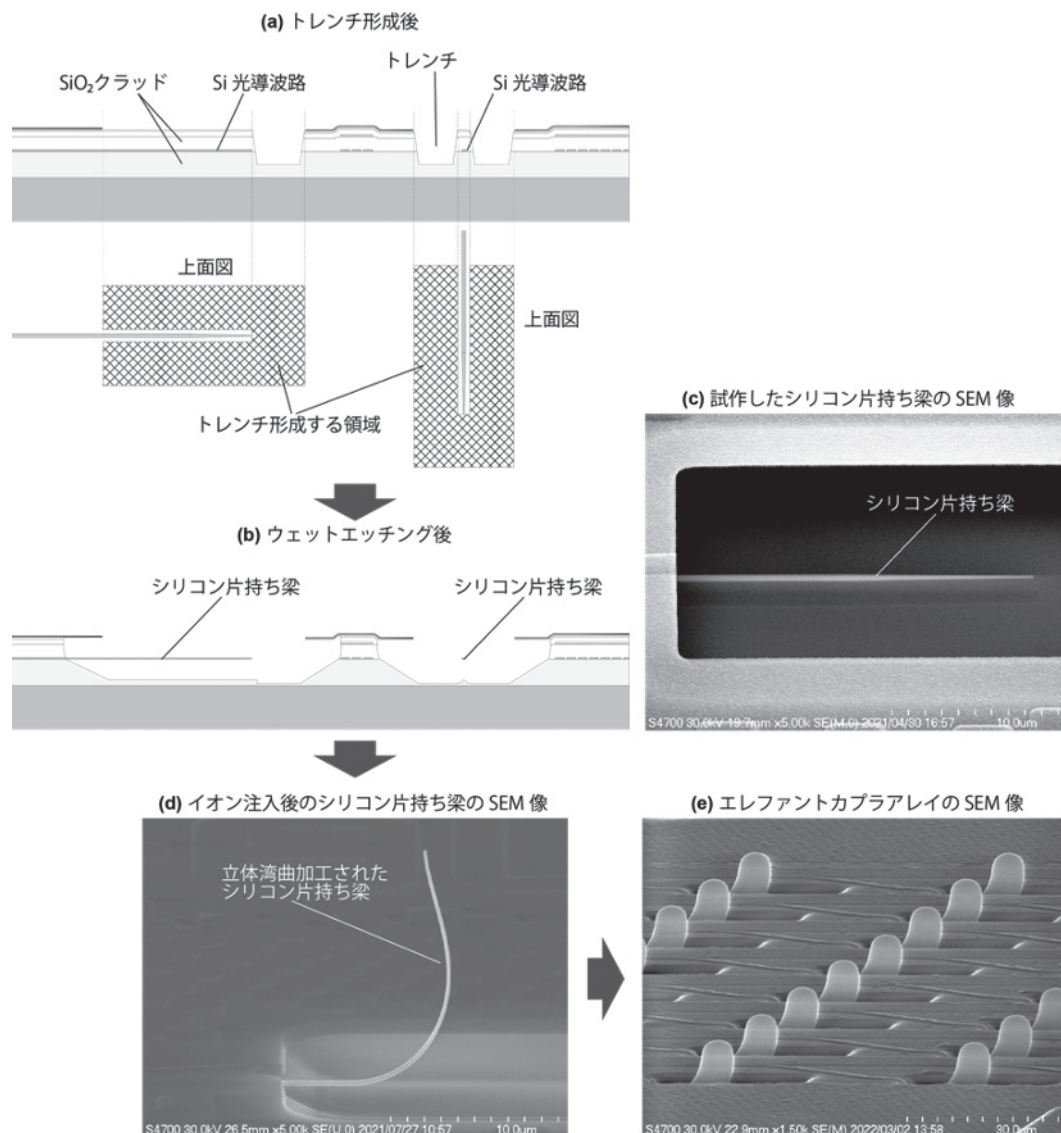 (a) トレンチ形成後
トレンチ
SiO₂クラッド
Si 光導波路
Si 光導波路
上面図
上面図
トレンチ形成する領域
(b) ウェットエッチング後
シリコン片持ち梁
シリコン片持ち梁
(c) 試作したシリコン片持ち梁の SEM 像
シリコン片持ち梁
S4700 30.0kV 19.7mm x5.00k SE(M,0) 2021/04/30 16:57
10.0um
(d) イオン注入後のシリコン片持ち梁の SEM 像
立体湾曲加工された
シリコン片持ち梁
S4700 30.0kV 26.5mm x5.00k SE(U,0) 2021/07/27 10:57
10.0um
(e) エレファントカプラアレイの SEM 像
S4700 30.0kV 22.9mm x1.50k SE(M) 2022/03/02 13:58
30.0um